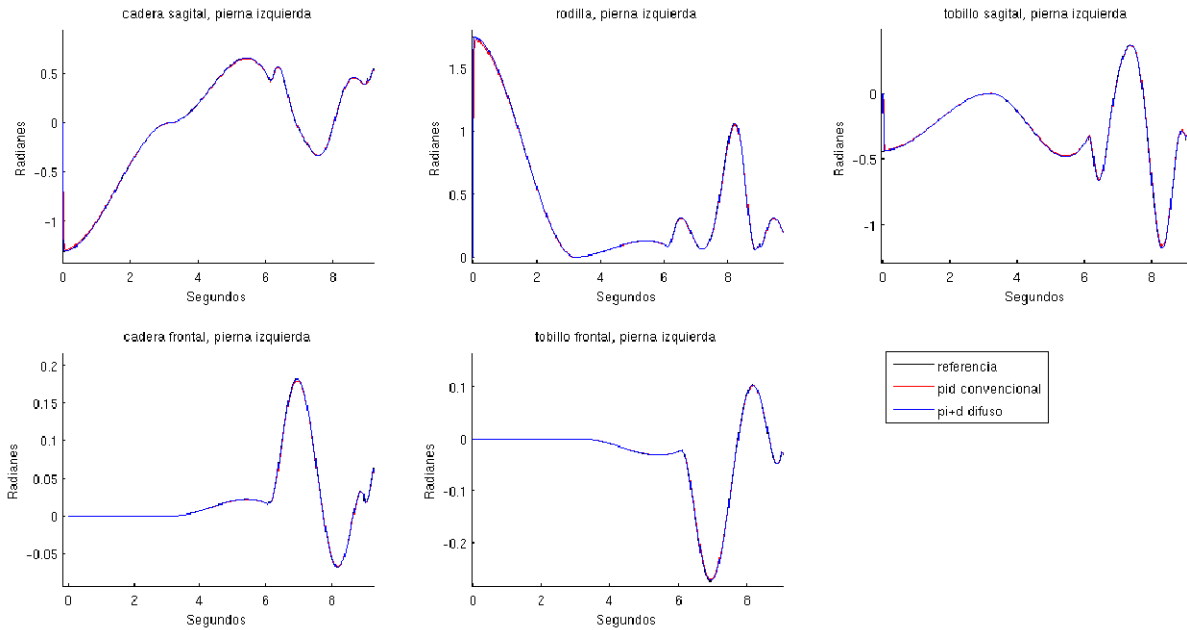 cadera sagital, pierna izquierda
0.5
0
-0.5
-1
Radianes
0 2 4 6 8
Segundos
rodilla, pierna izquierda
1.5
1
0.5
0
Radianes
0 2 4 6 8
Segundos
tobillo sagital, pierna izquierda
0
-0.5
-1
Radianes
0 2 4 6 8
Segundos
cadera frontal, pierna izquierda
0.2
0.15
0.1
0.05
0
-0.05
Radianes
0 2 4 6 8
Segundos
tobillo frontal, pierna izquierda
0.1
0
-0.1
-0.2
Radianes
0 2 4 6 8
Segundos
referencia
pid convencional
pi+d difuso